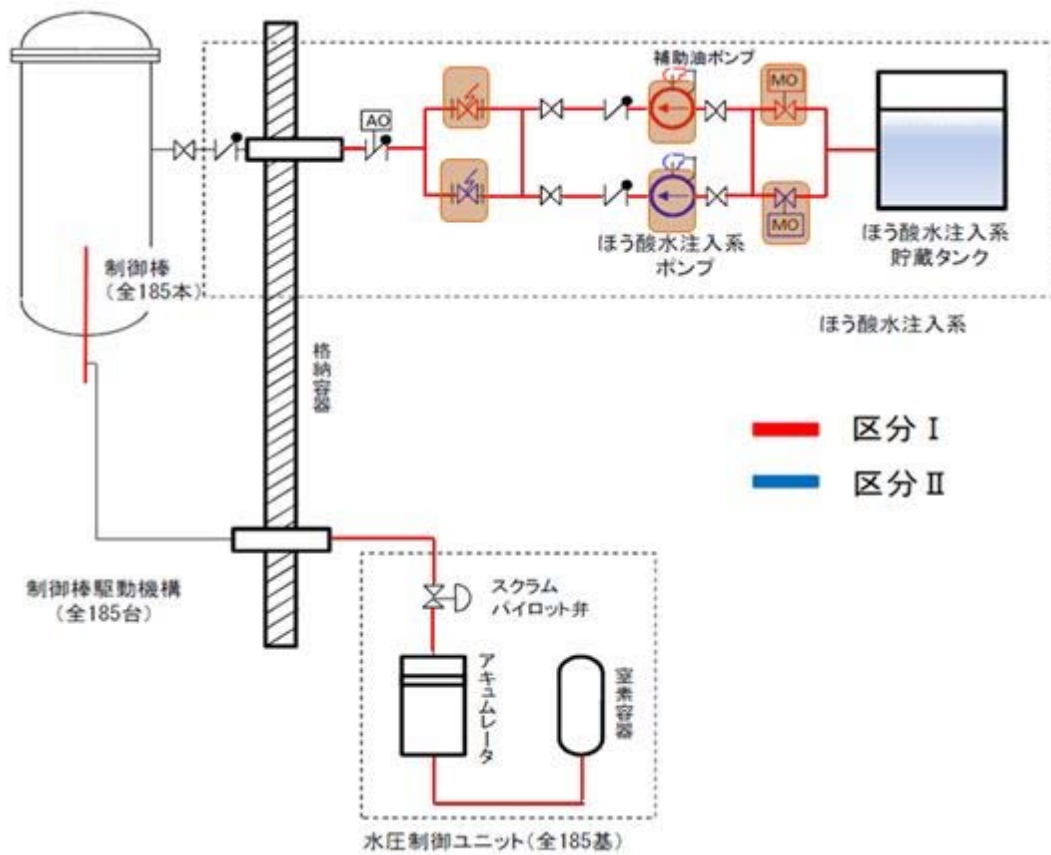 補助油ポンプ
MO
AO
MO
ほう酸水注入系
ポンプ
ほう酸水注入系
貯蔵タンク
制御棒
(全185本)
ほう酸水注入系
格納容器
区分Ⅰ
区分Ⅱ
制御棒駆動機構
(全185台)
スクラム
パイロット弁
アキュムレータ
窒素容器
水圧制御ユニット(全185基)